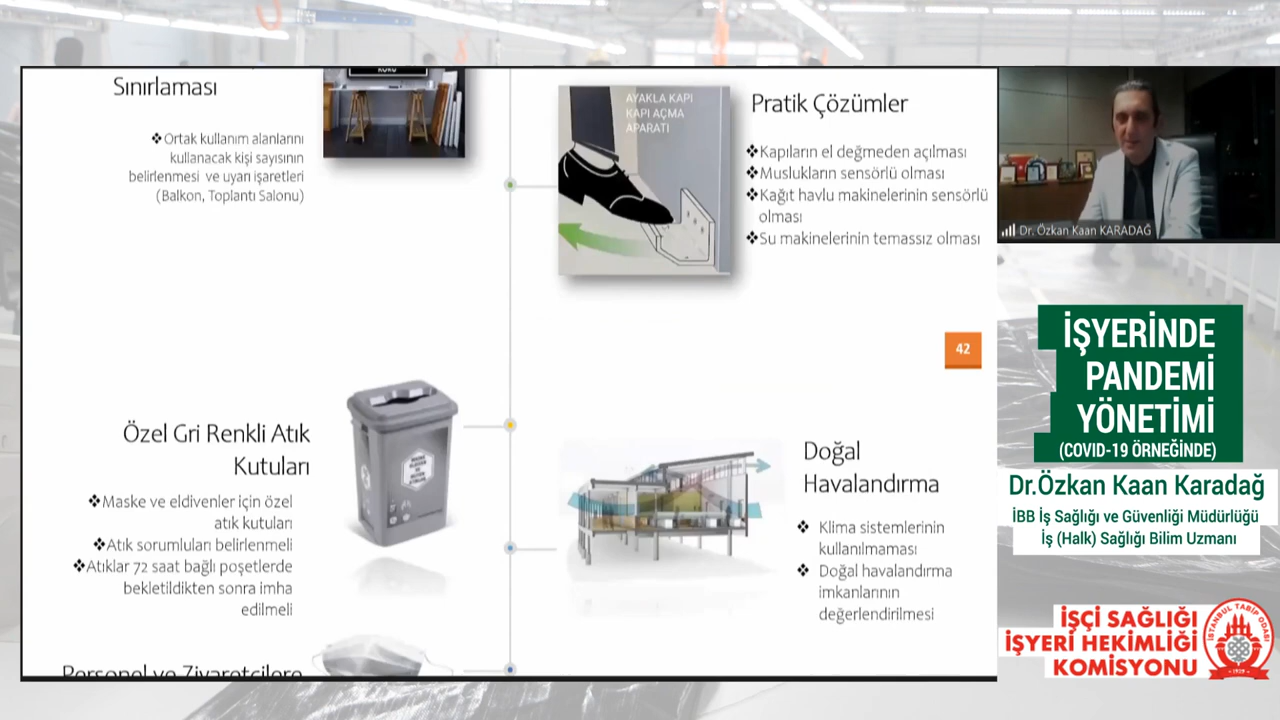 Sınırlaması
❖Ortak kullanım alanlarını
kullanacak kişi sayısının
belirlenmesi ve uyarı işaretleri
(Balkon, Toplantı Salonu)
AYAKLA KAPI
KAPI AÇMA
APARATI
Pratik Çözümler
❖Kapıların el değmeden açılması
❖Muslukların sensörlü olması
❖Kağıt havlu makinelerinin sensörlü
olması
❖Su makinelerinin temassız olması
42
Özel Gri Renkli Atık
Kutuları
❖Maske ve eldivenler için özel
atık kutuları
❖Atık sorumluları belirlenmeli
❖Atıklar 72 saat bağlı poşetlerde
bekletildikten sonra imha
edilmeli
Doğal
Havalandırma
❖ Klima sistemlerinin
kullanılmaması
❖ Doğal havalandırma
imkanlarının
değerlendirilmesi
Personel ve Ziyaretçilere
Dr. Özkan Kaan KARADAĞ
İŞYERİNDE
PANDEMİ
YÖNETİMİ
(COVID-19 ÖRNEĞİNDE)
Dr.Özkan Kaan Karadağ
İBB İş Sağlığı ve Güvenliği Müdürlüğü
İş (Halk) Sağlığı Bilim Uzmanı
İŞÇİ SAĞLIĞI
İŞYERİ HEKİMLİĞİ
KOMİSYONU
İSTANBUL TABİP ODASI
1929